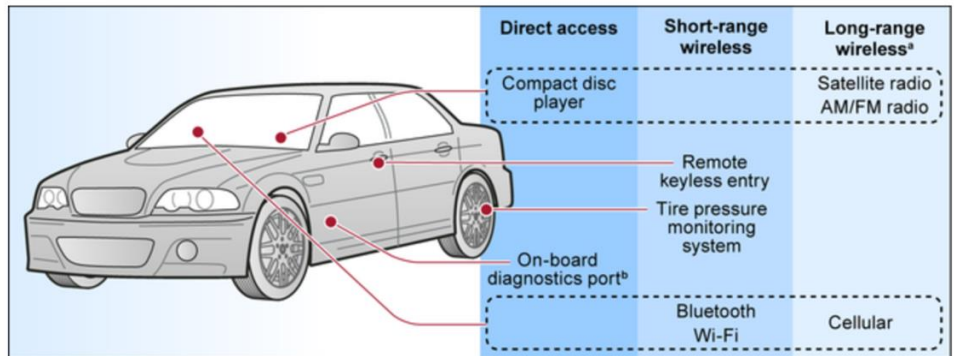 Direct access
Short-range
wireless
Long-range
wirelessᵃ
Compact disc
player
Satellite radio
AM/FM radio
Remote
keyless entry
Tire pressure
monitoring
system
On-board
diagnostics portᵇ
Bluetooth
Wi-Fi
Cellular